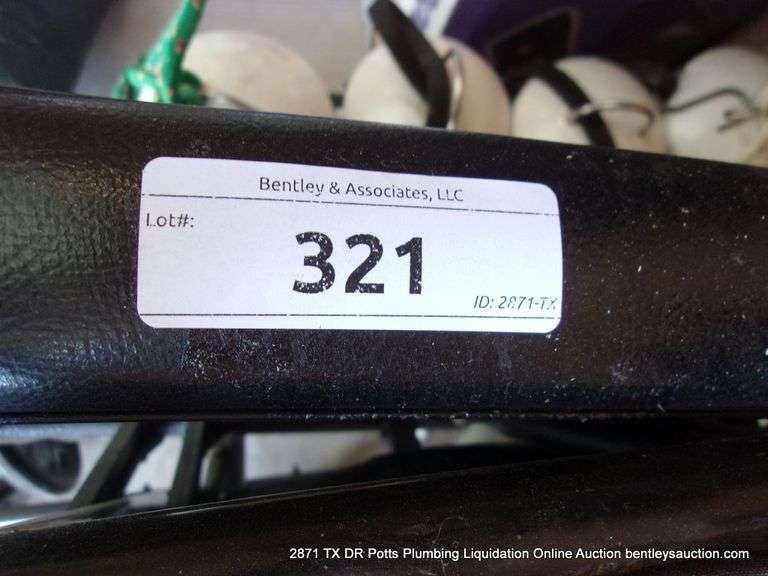 Bentley & Associates, LLC
Lot#:
321
ID: 2871-TX
2871 TX DR Potts Plumbing Liquidation Online Auction bentleysauction.com